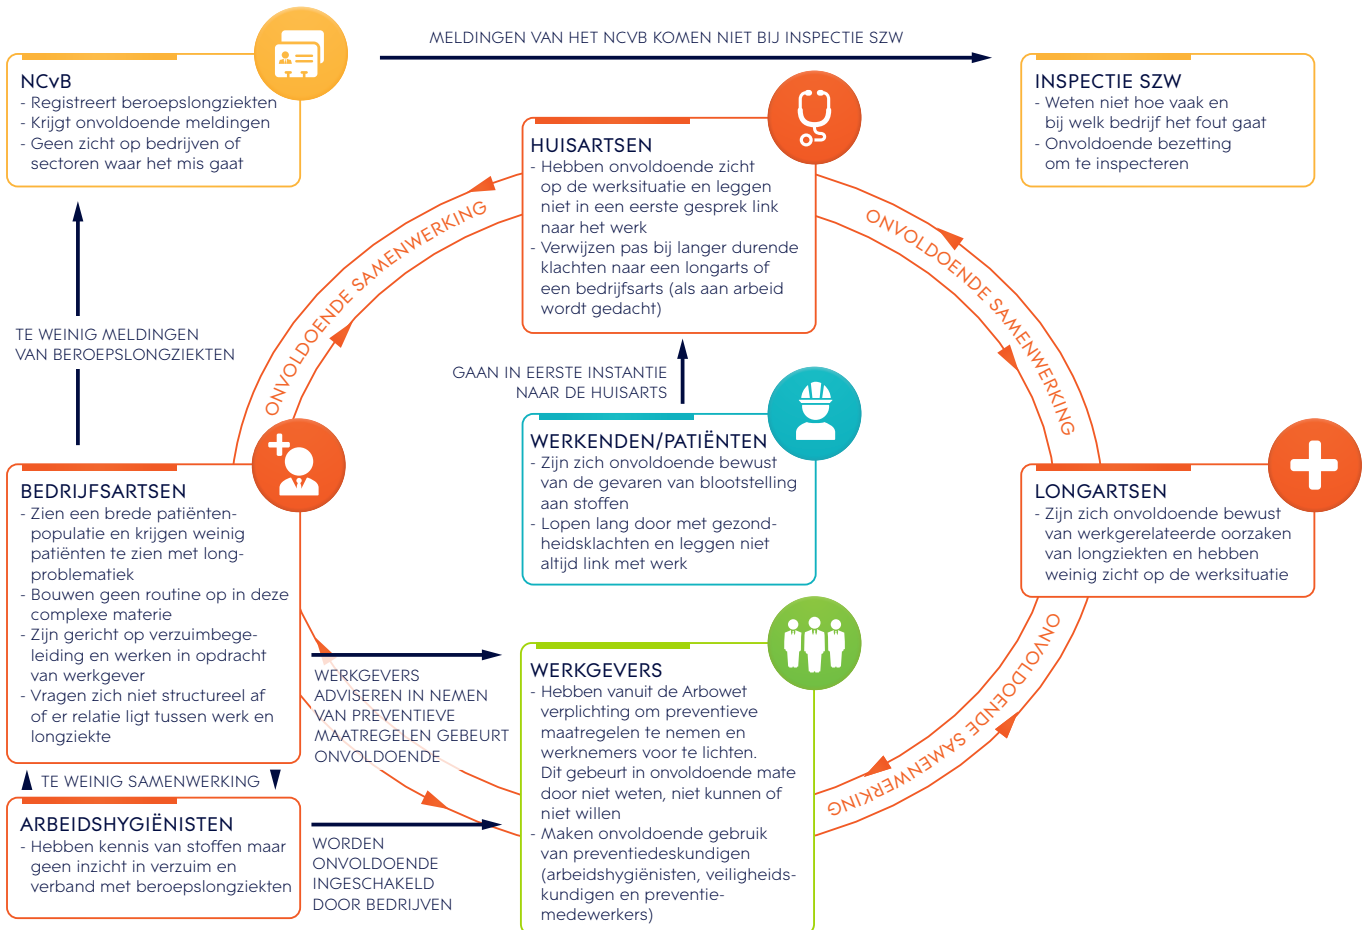 MELDINGEN VAN HET NCVB KOMEN NIET BIJ INSPECTIE SZW
NCvB
- Registreert beroepslongziekten
- Krijgt onvoldoende meldingen
- Geen zicht op bedrijven of
sectoren waar het mis gaat
INSPECTIE SZW
- Weten niet hoe vaak en
bij welk bedrijf het fout gaat
- Onvoldoende bezetting
om te inspecteren
HUISARTSEN
- Hebben onvoldoende zicht
op de werksituatie en leggen
niet in een eerste gesprek link
naar het werk
- Verwijzen pas bij langer durende
klachten naar een longarts of
een bedrijfsarts (als aan arbeid
wordt gedacht)
ONVOLDOENDE SAMENWERKING
ONVOLDOENDE SAMENWERKING
TE WEINIG MELDINGEN
VAN BEROEPSLONGZIEKTEN
GAAN IN EERSTE INSTANTIE
NAAR DE HUISARTS
WERKENDEN/PATIËNTEN
- Zijn zich onvoldoende bewust
van de gevaren van blootstelling
aan stoffen
- Lopen lang door met gezond-
heidsklachten en leggen niet
altijd link met werk
BEDRIJFSARTSEN
- Zien een brede patiënten-
populatie en krijgen weinig
patiënten te zien met long-
problematiek
- Bouwen geen routine op in deze
complexe materie
- Zijn gericht op verzuimbege-
leiding en werken in opdracht
van werkgever
- Vragen zich niet structureel af
of er relatie ligt tussen werk en
longziekte
LONGARTSEN
- Zijn zich onvoldoende bewust
van werkgerelateerde oorzaken
van longziekten en hebben
weinig zicht op de werksituatie
ONVOLDOENDE SAMENWERKING
WERKGEVERS
ADVISEREN IN NEMEN
VAN PREVENTIEVE
MAATREGELEN GEBEURT
ONVOLDOENDE
WERKGEVERS
- Hebben vanuit de Arbowet
verplichting om preventieve
maatregelen te nemen en
werknemers voor te lichten.
Dit gebeurt in onvoldoende mate
door niet weten, niet kunnen of
niet willen
- Maken onvoldoende gebruik
van preventiedeskundigen
(arbeidshygiënisten, veiligheids-
kundigen en preventie-
medewerkers)
TE WEINIG SAMENWERKING
ARBEIDSHYGIËNISTEN
- Hebben kennis van stoffen maar
geen inzicht in verzuim en
verband met beroepslongziekten
WORDEN
ONVOLDOENDE
INGESCHAKELD
DOOR BEDRIJVEN